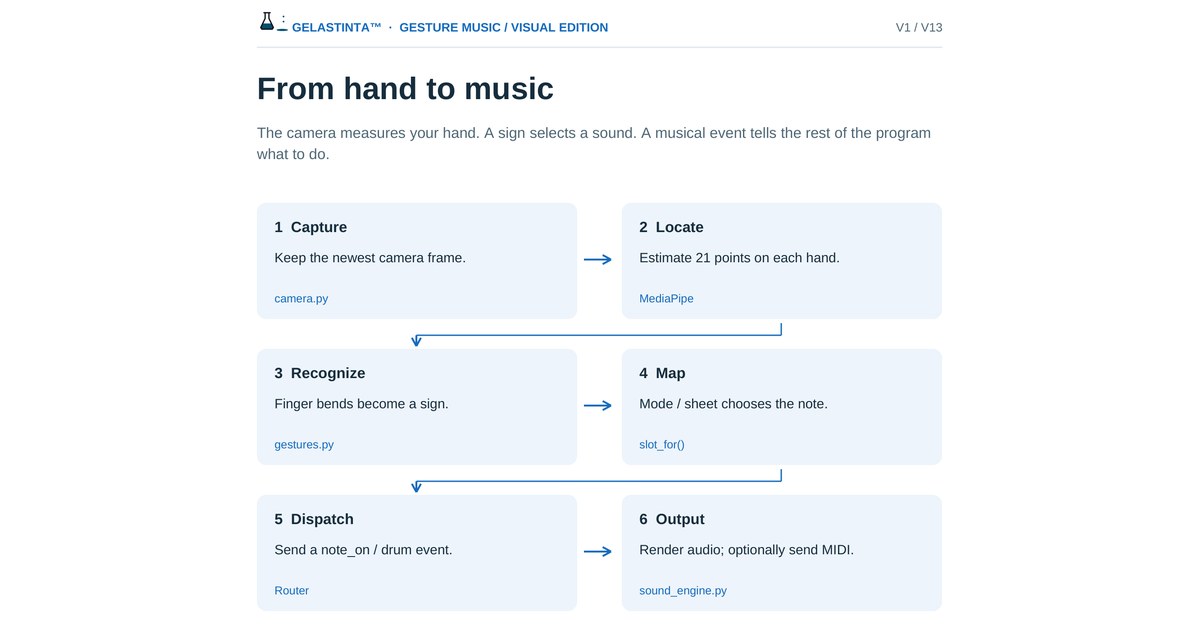 GELASTINTA™ · GESTURE MUSIC / VISUAL EDITION
V1 / V13
From hand to music
The camera measures your hand. A sign selects a sound. A musical event tells the rest of the program
what to do.
1 Capture
Keep the newest camera frame.
camera.py
2 Locate
Estimate 21 points on each hand.
MediaPipe
3 Recognize
Finger bends become a sign.
gestures.py
4 Map
Mode / sheet chooses the note.
slot_for()
5 Dispatch
Send a note_on / drum event.
Router
6 Output
Render audio; optionally send MIDI.
sound_engine.py